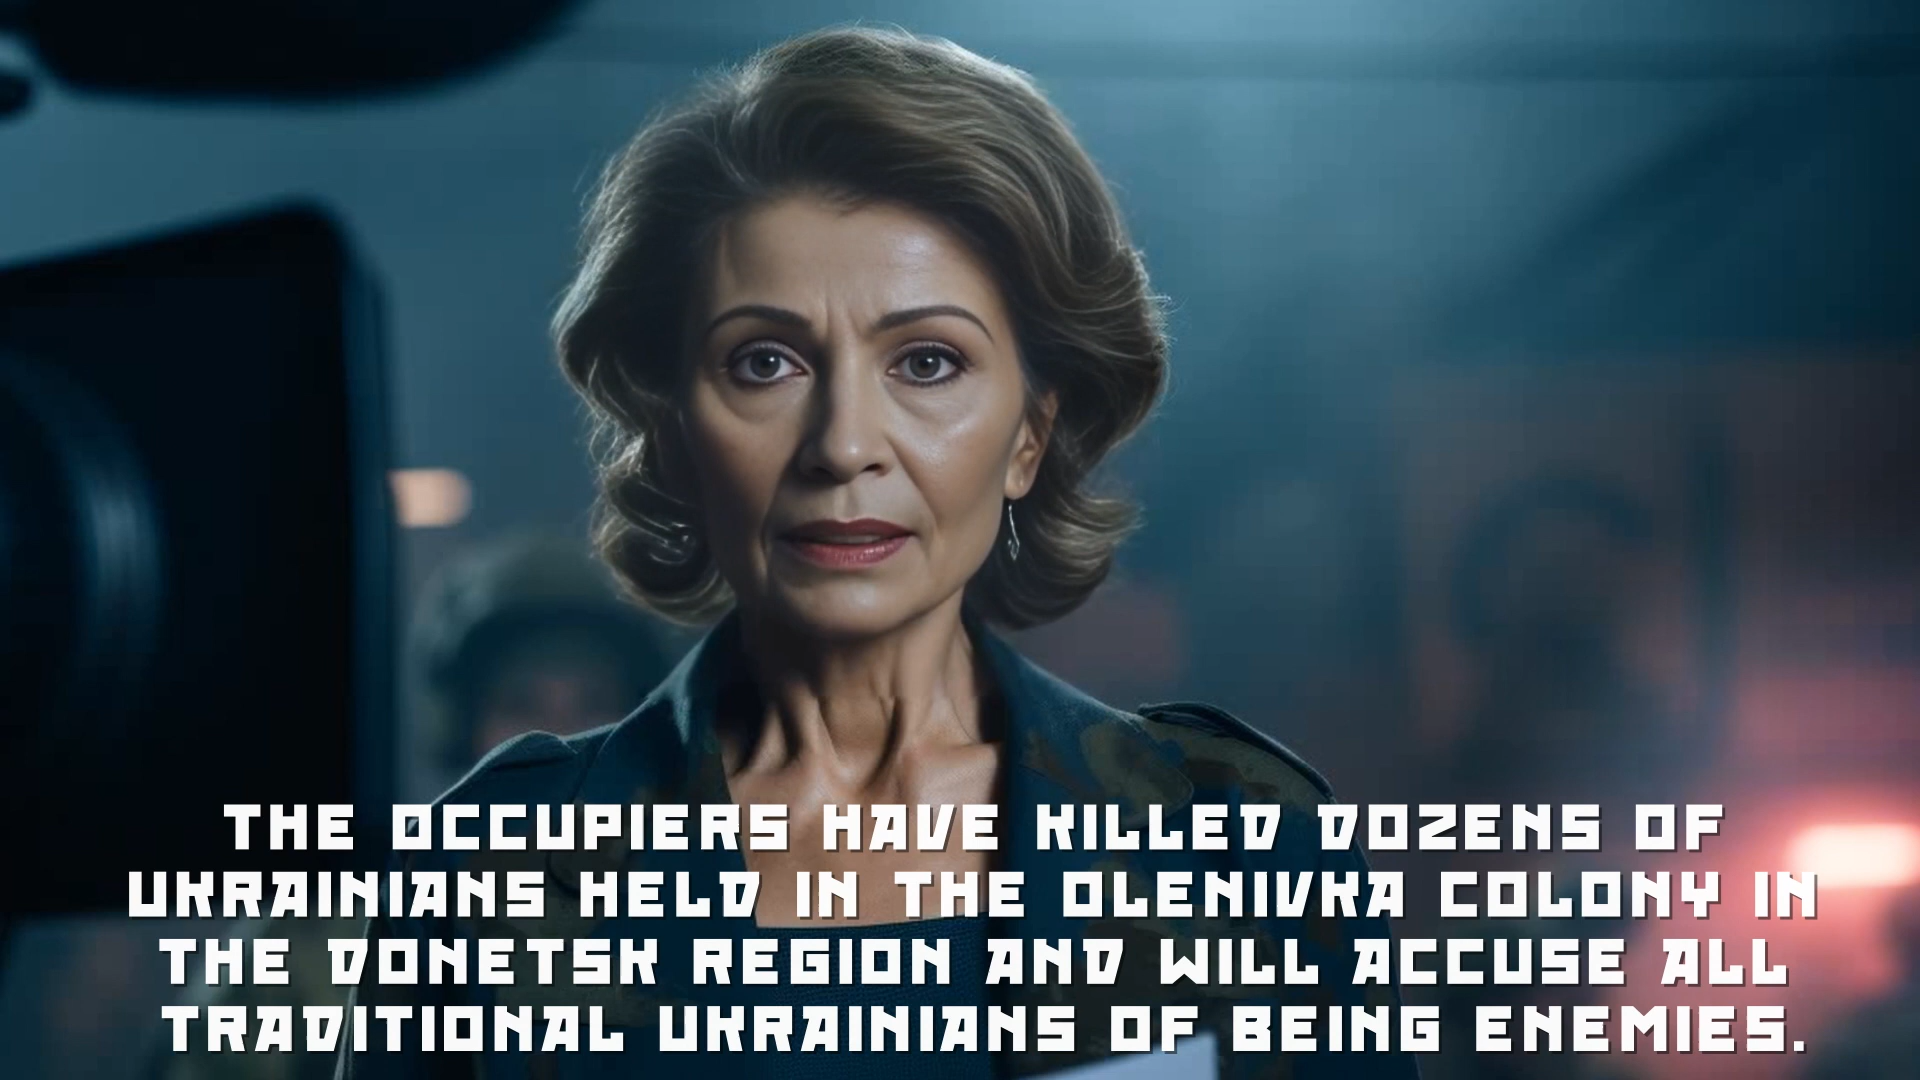 THE OCCUPIERS HAVE KILLED DOZENS OF
UKRAINIANS HELD IN THE OLENIVKA COLONY IN
THE DONETSK REGION AND WILL ACCUSE ALL
TRADITIONAL UKRAINIANS OF BEING ENEMIES.